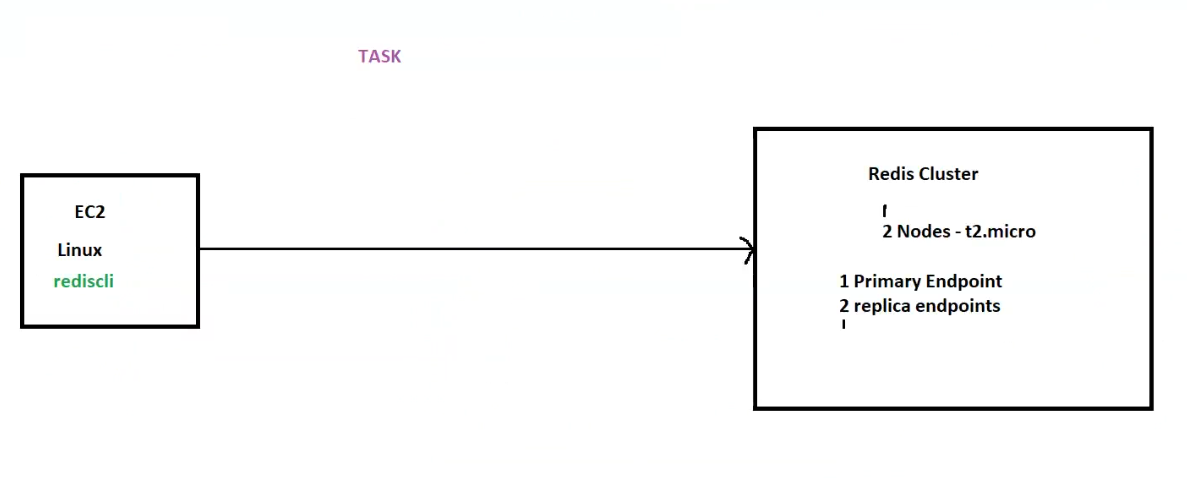 TASK
EC2
Linux
rediscli
Redis Cluster
2 Nodes - t2.micro
1 Primary Endpoint
2 replica endpoints